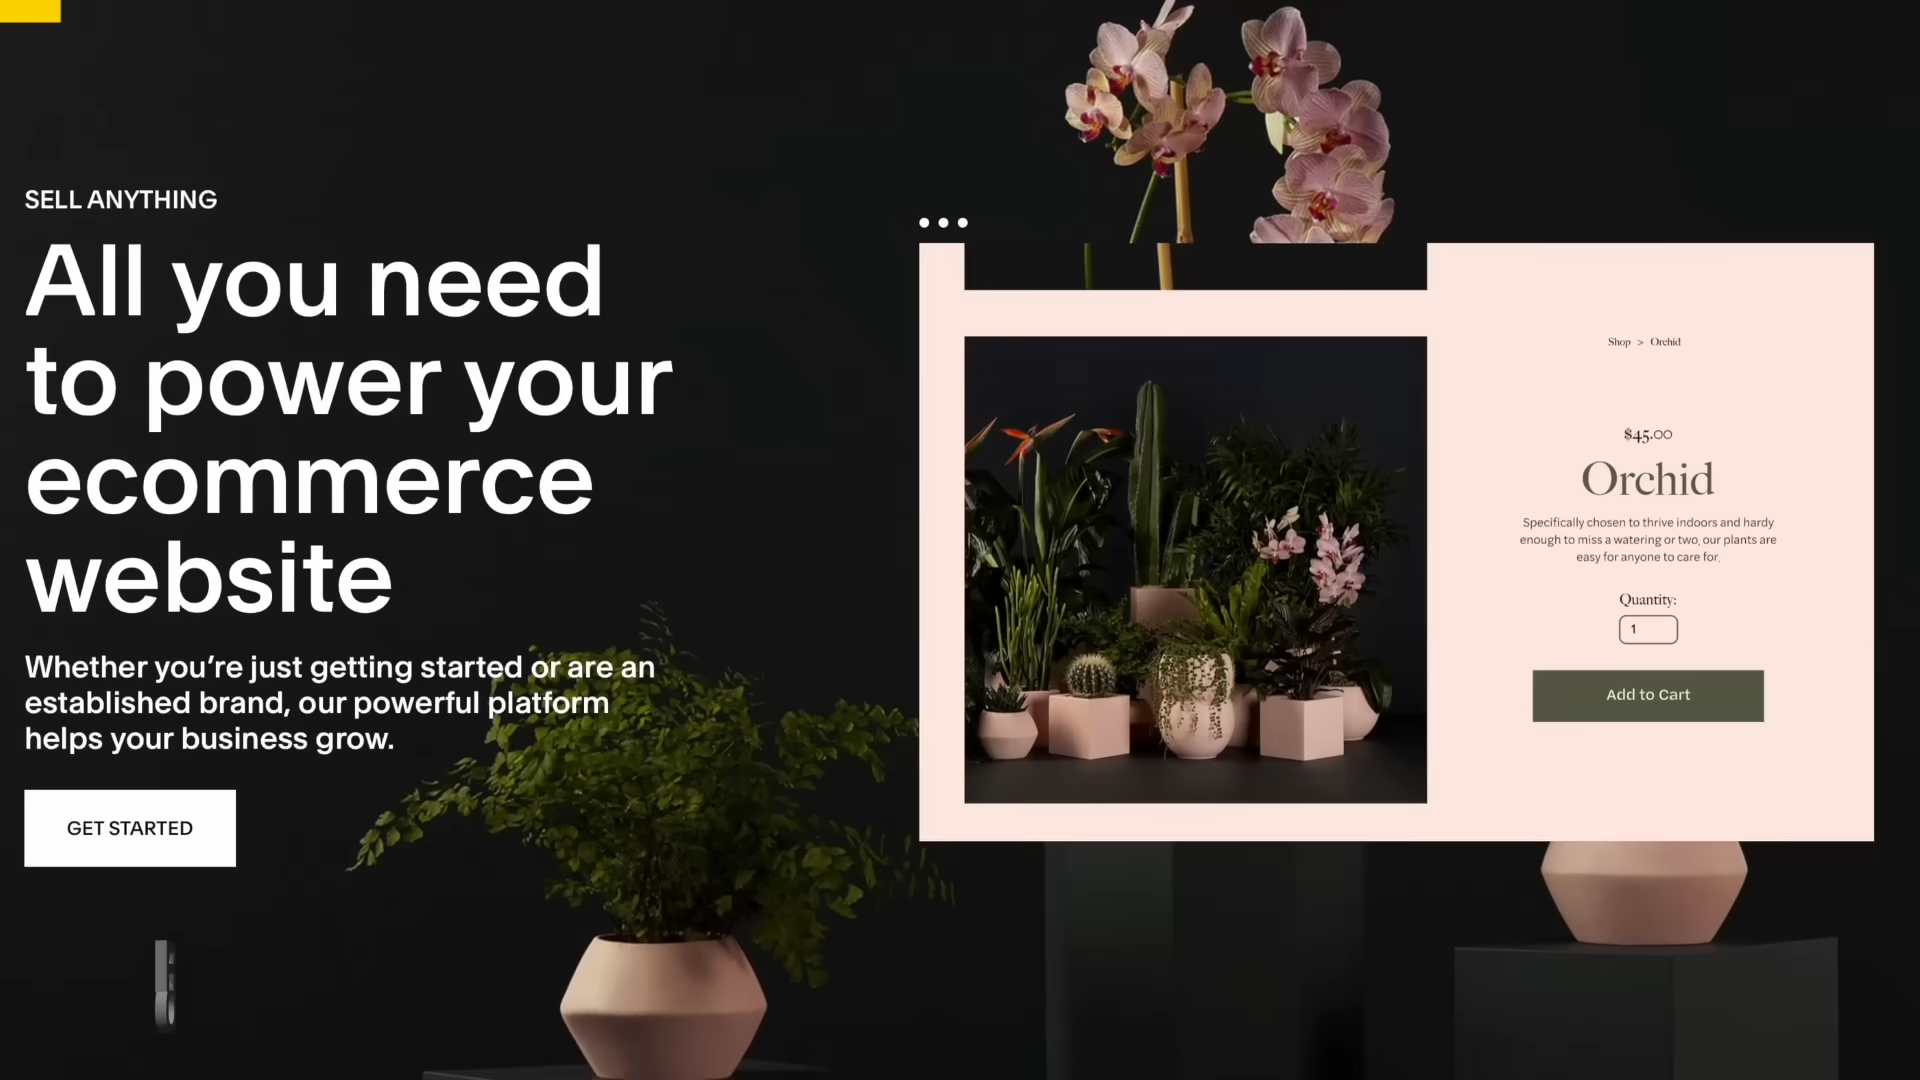 SELL ANYTHING
All you need
to power your
ecommerce
website
Whether you’re just getting started or are an
established brand, our powerful platform
helps your business grow.
GET STARTED
Shop > Orchid
$45.00
Orchid
Specifically chosen to thrive indoors and hardy
enough to miss a watering or two, our plants are
easy for anyone to care for.
Quantity:
1
Add to Cart